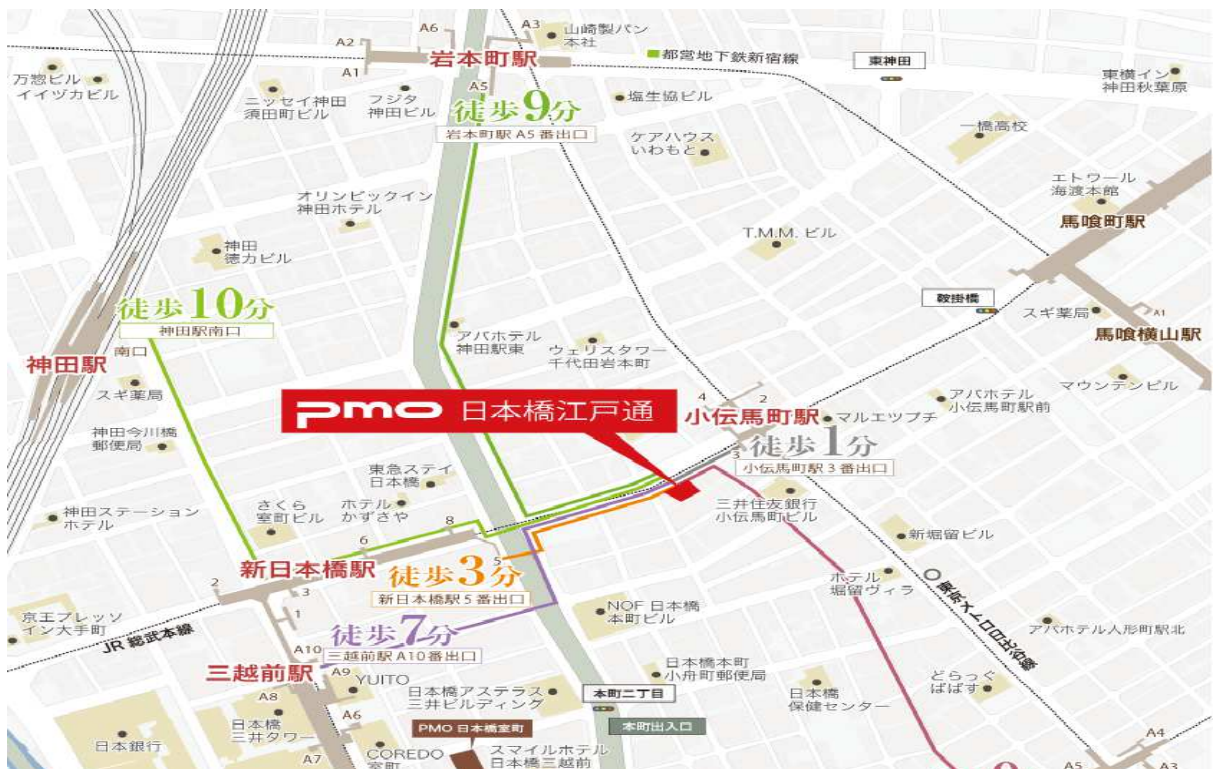 A6
A3
山崎製パン
本社
A2
岩本町駅
都営地下鉄新宿線
東神田
A1
A5
万惣ビル
イイヅカビル
ニッセイ神田
須田町ビル
フジタ
神田ビル
徒歩9分
岩本町駅 A5 番出口
塩生協ビル
東横イン
神田秋葉原
ケアハウス
いわもと
一橋高校
エトワール
海渡本館
馬喰町駅
オリンピックイン
神田ホテル
神田
徳力ビル
T.M.M. ビル
徒歩10分
神田駅南口
鞍掛橋
スギ薬局
A1
馬喰横山駅
南口
神田駅
アパホテル
神田駅東
ウェリスタワー
千代田岩本町
スギ薬局
マウンテンビル
アパホテル
小伝馬町駅前
PMO 日本橋江戸通
4
2
小伝馬町駅
マルエツプチ
3
徒歩1分
小伝馬町駅 3 番出口
神田今川橋
郵便局
東急ステイ
日本橋
神田ステーション
ホテル
さくら
室町ビル
ホテル
かずさや
三井住友銀行
小伝馬町ビル
新堀留ビル
8
6
5
新日本橋駅
徒歩3分
新日本橋駅 5 番出口
2
3
1
ホテル
堀留ヴィラ
東京メトロ日比谷線
京王プレッソ
イン大手町
JR 総武本線
NOF 日本橋
本町ビル
アパホテル人形町駅北
徒歩7分
三越前駅 A10 番出口
A10
三越前駅
A9
YUITO
日本橋アステラス
三井ビルディング
日本橋本町
小舟町郵便局
本町二丁目
日本橋
保健センター
どらっぐ
ぱぱす
A8
日本橋
三井タワー
A6
PMO 日本橋室町
本町出入口
日本銀行
A7
COREDO
室町
スマイルホテル
日本橋三越前
A4
A5
A3